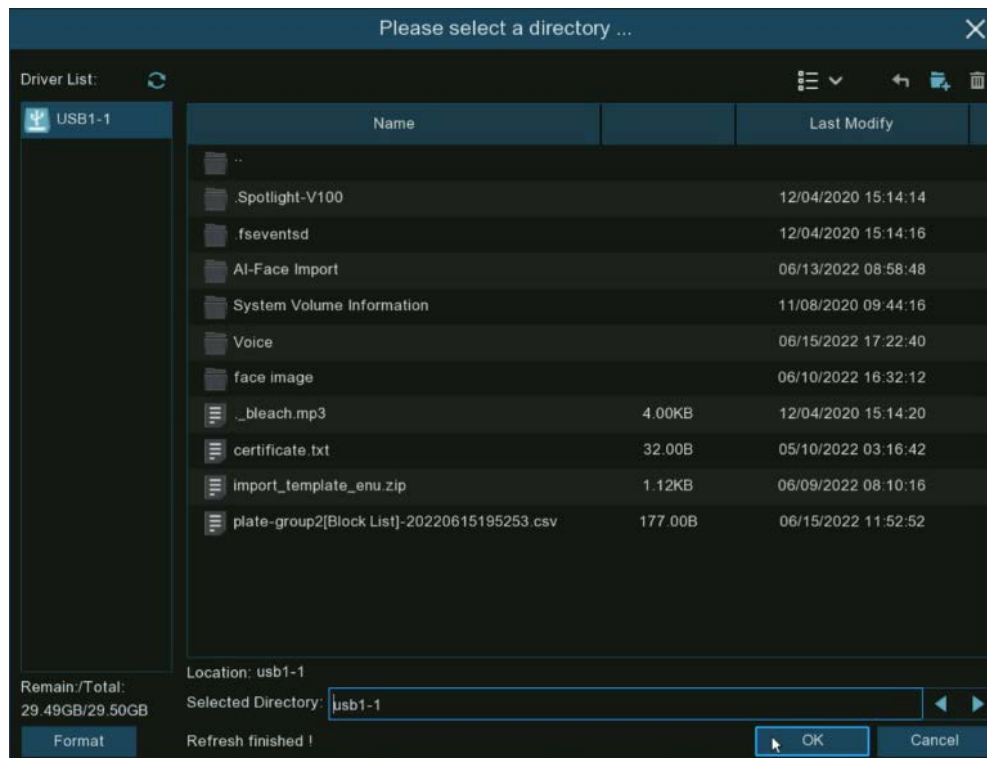 Please select a directory ...
Driver List:
USB1-1
Name Last Modify
..
.Spotlight-V100 12/04/2020 15:14:14
.fseventsd 12/04/2020 15:14:16
AI-Face Import 06/13/2022 08:58:48
System Volume Information 11/08/2020 09:44:16
Voice 06/15/2022 17:22:40
face image 06/10/2022 16:32:12
._bleach.mp3 4.00KB 12/04/2020 15:14:20
certificate.txt 32.00B 05/10/2022 03:16:42
import_template_enu.zip 1.12KB 06/09/2022 08:10:16
plate-group2[Block List]-20220615195253.csv 177.00B 06/15/2022 11:52:52
Location: usb1-1
Remain:/Total:
29.49GB/29.50GB
Selected Directory: usb1-1
Format
Refresh finished !
OK
Cancel